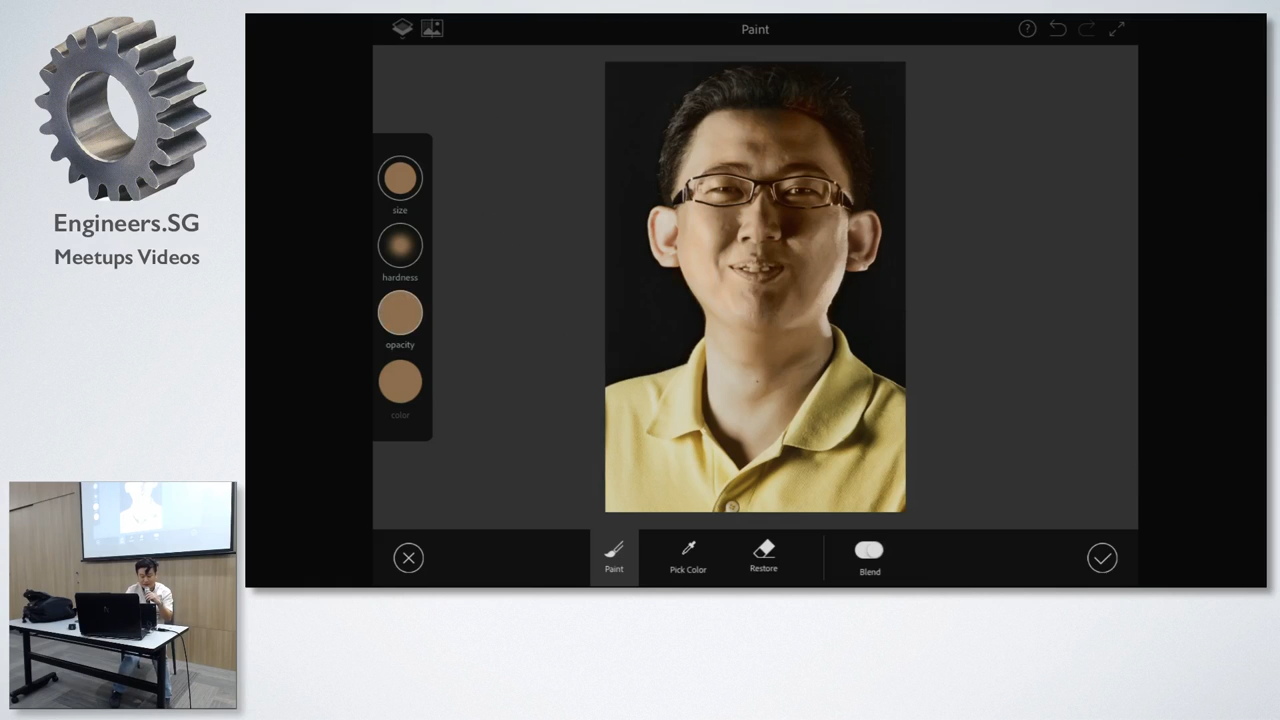 Engineers.SG
Meetups Videos
Paint
?
size
hardness
opacity
color
Paint
Pick Color
Restore
Blend